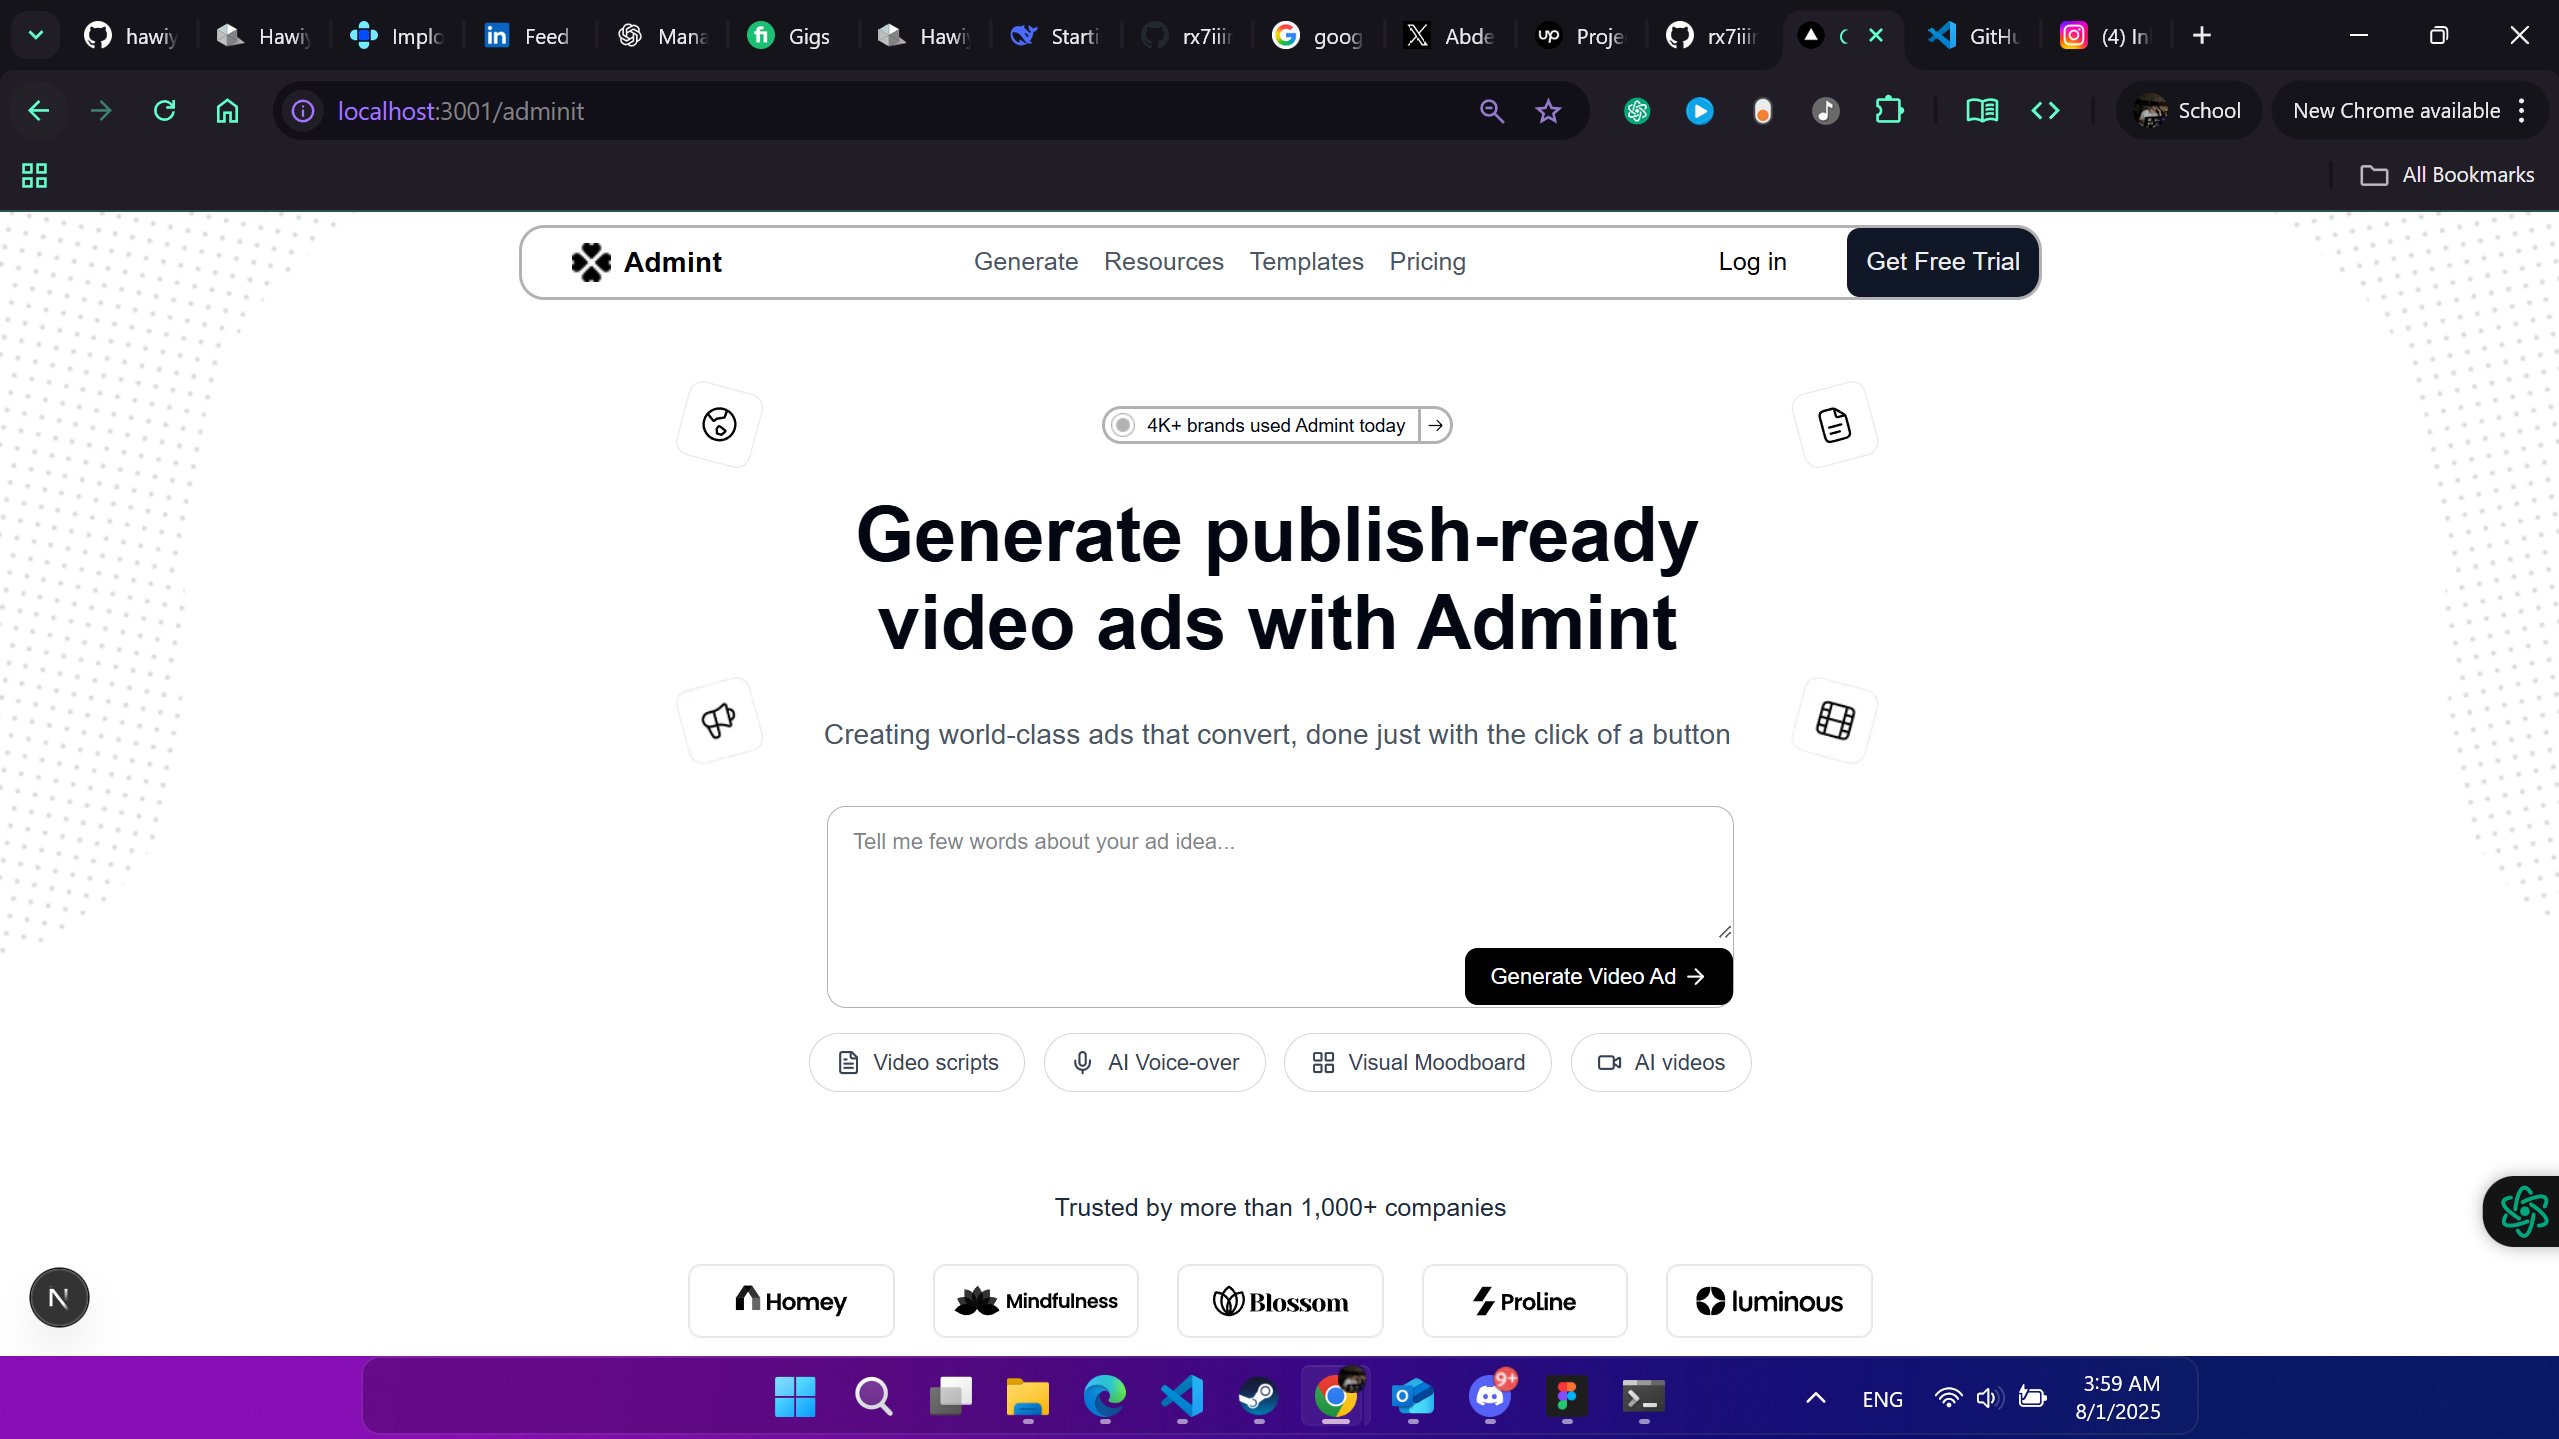 hawiy
Hawiy
Implo
Feed
Mana
Gigs
Hawiy
Starti
rx7iiir
goog
Abde
Proje
rx7iiir
GitHu
(4) In
localhost:3001/adminit
School
New Chrome available
All Bookmarks
Admint
Generate
Resources
Templates
Pricing
Log in
Get Free Trial
4K+ brands used Admint today
Generate publish-ready
video ads with Admint
Creating world-class ads that convert, done just with the click of a button
Tell me few words about your ad idea...
Generate Video Ad
Video scripts
AI Voice-over
Visual Moodboard
AI videos
Trusted by more than 1,000+ companies
Homey
Mindfulness
Blossom
Proline
luminous
N
9+
ENG
3:59 AM
8/1/2025